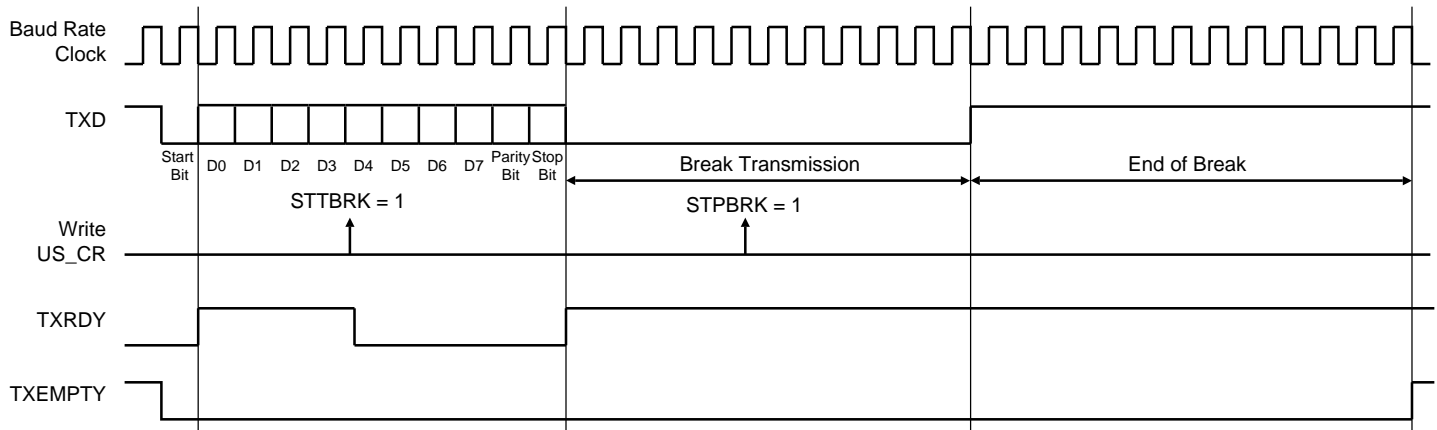 Baud Rate
Clock
TXD
Start
Bit
D0
D1
D2
D3
D4
D5
D6
D7
Parity
Bit
Stop
Bit
Break Transmission
End of Break
STTBRK = 1
STPBRK = 1
Write
US_CR
TXRDY
TXEMPTY